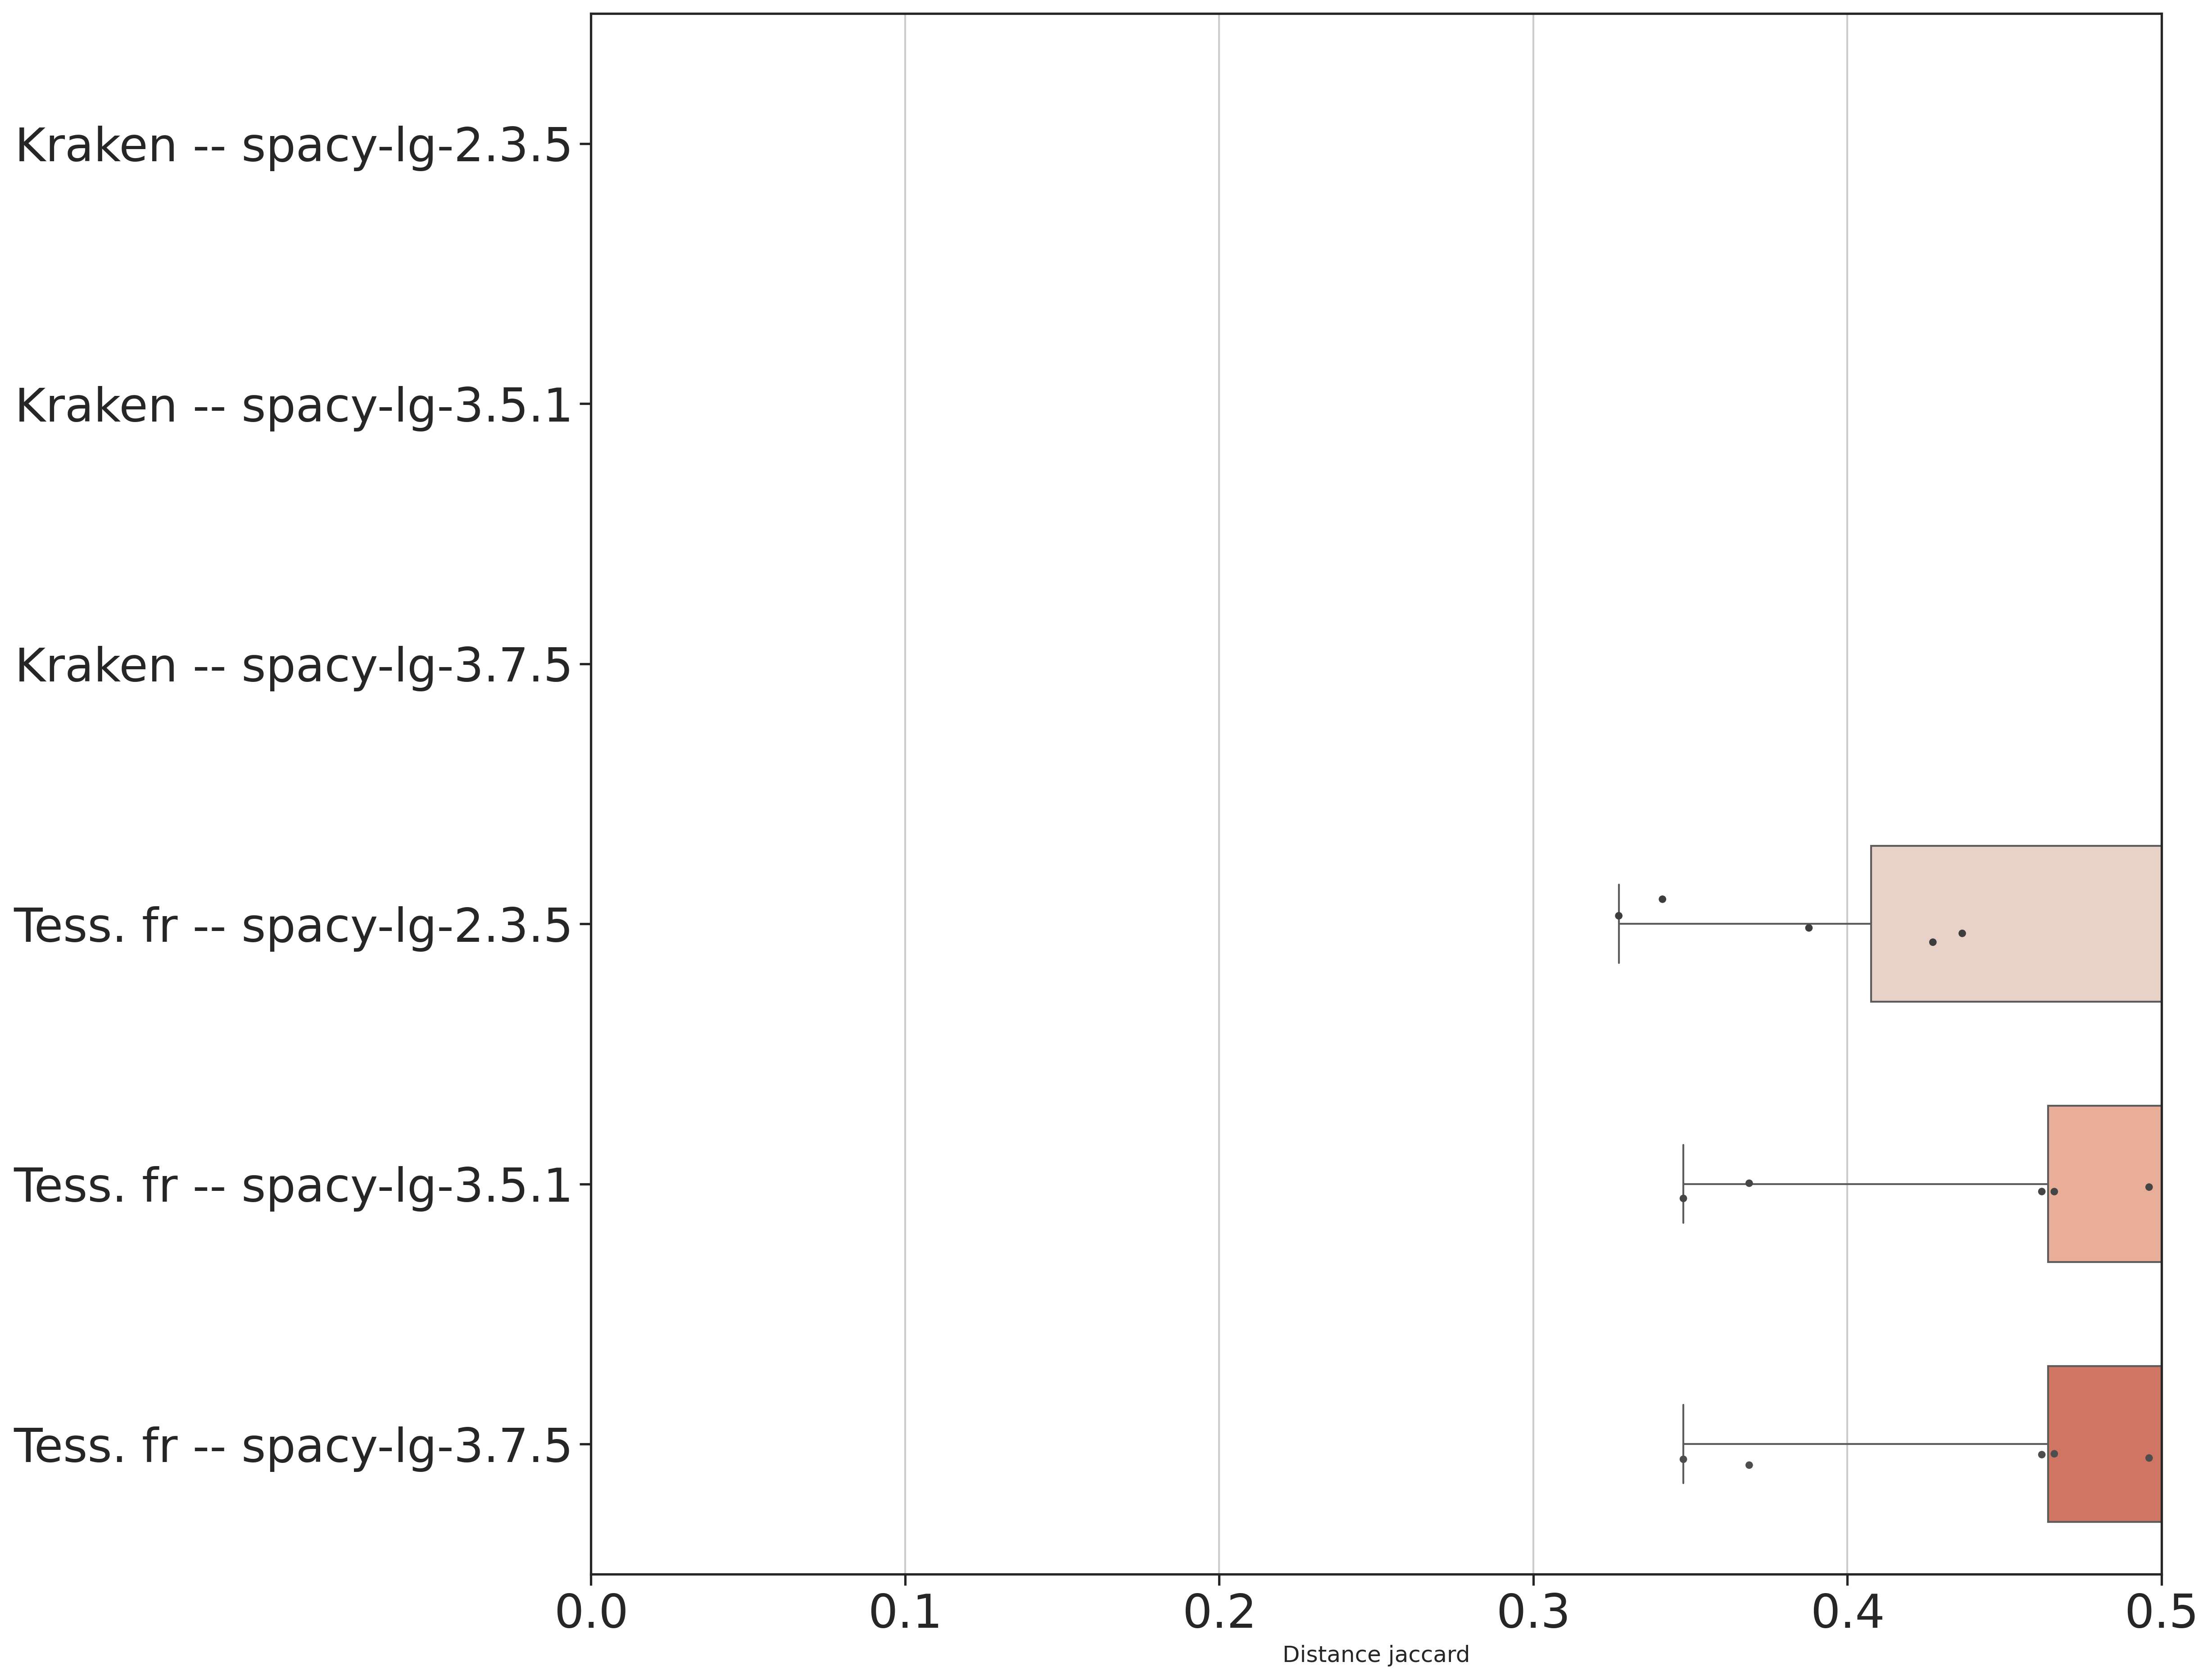 Kraken -- spacy-lg-2.3.5
Kraken -- spacy-lg-3.5.1
Kraken -- spacy-lg-3.7.5
Tess. fr -- spacy-lg-2.3.5
Tess. fr -- spacy-lg-3.5.1
Tess. fr -- spacy-lg-3.7.5
0.0 0.1 0.2 0.3 0.4 0.5
Distance jaccard